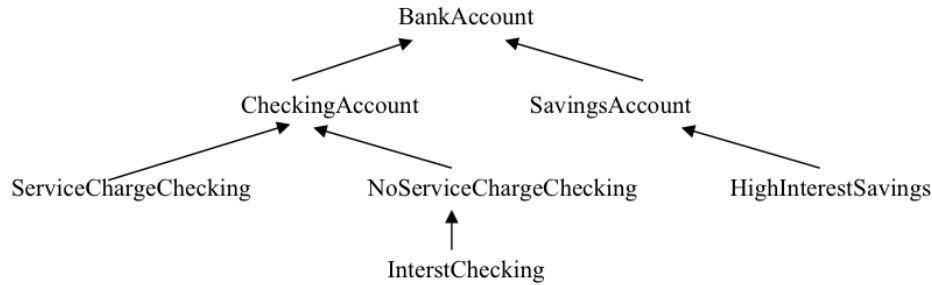 BankAccount
CheckingAccount SavingsAccount
ServiceChargeChecking NoServiceChargeChecking HighInterestSavings
InterstChecking